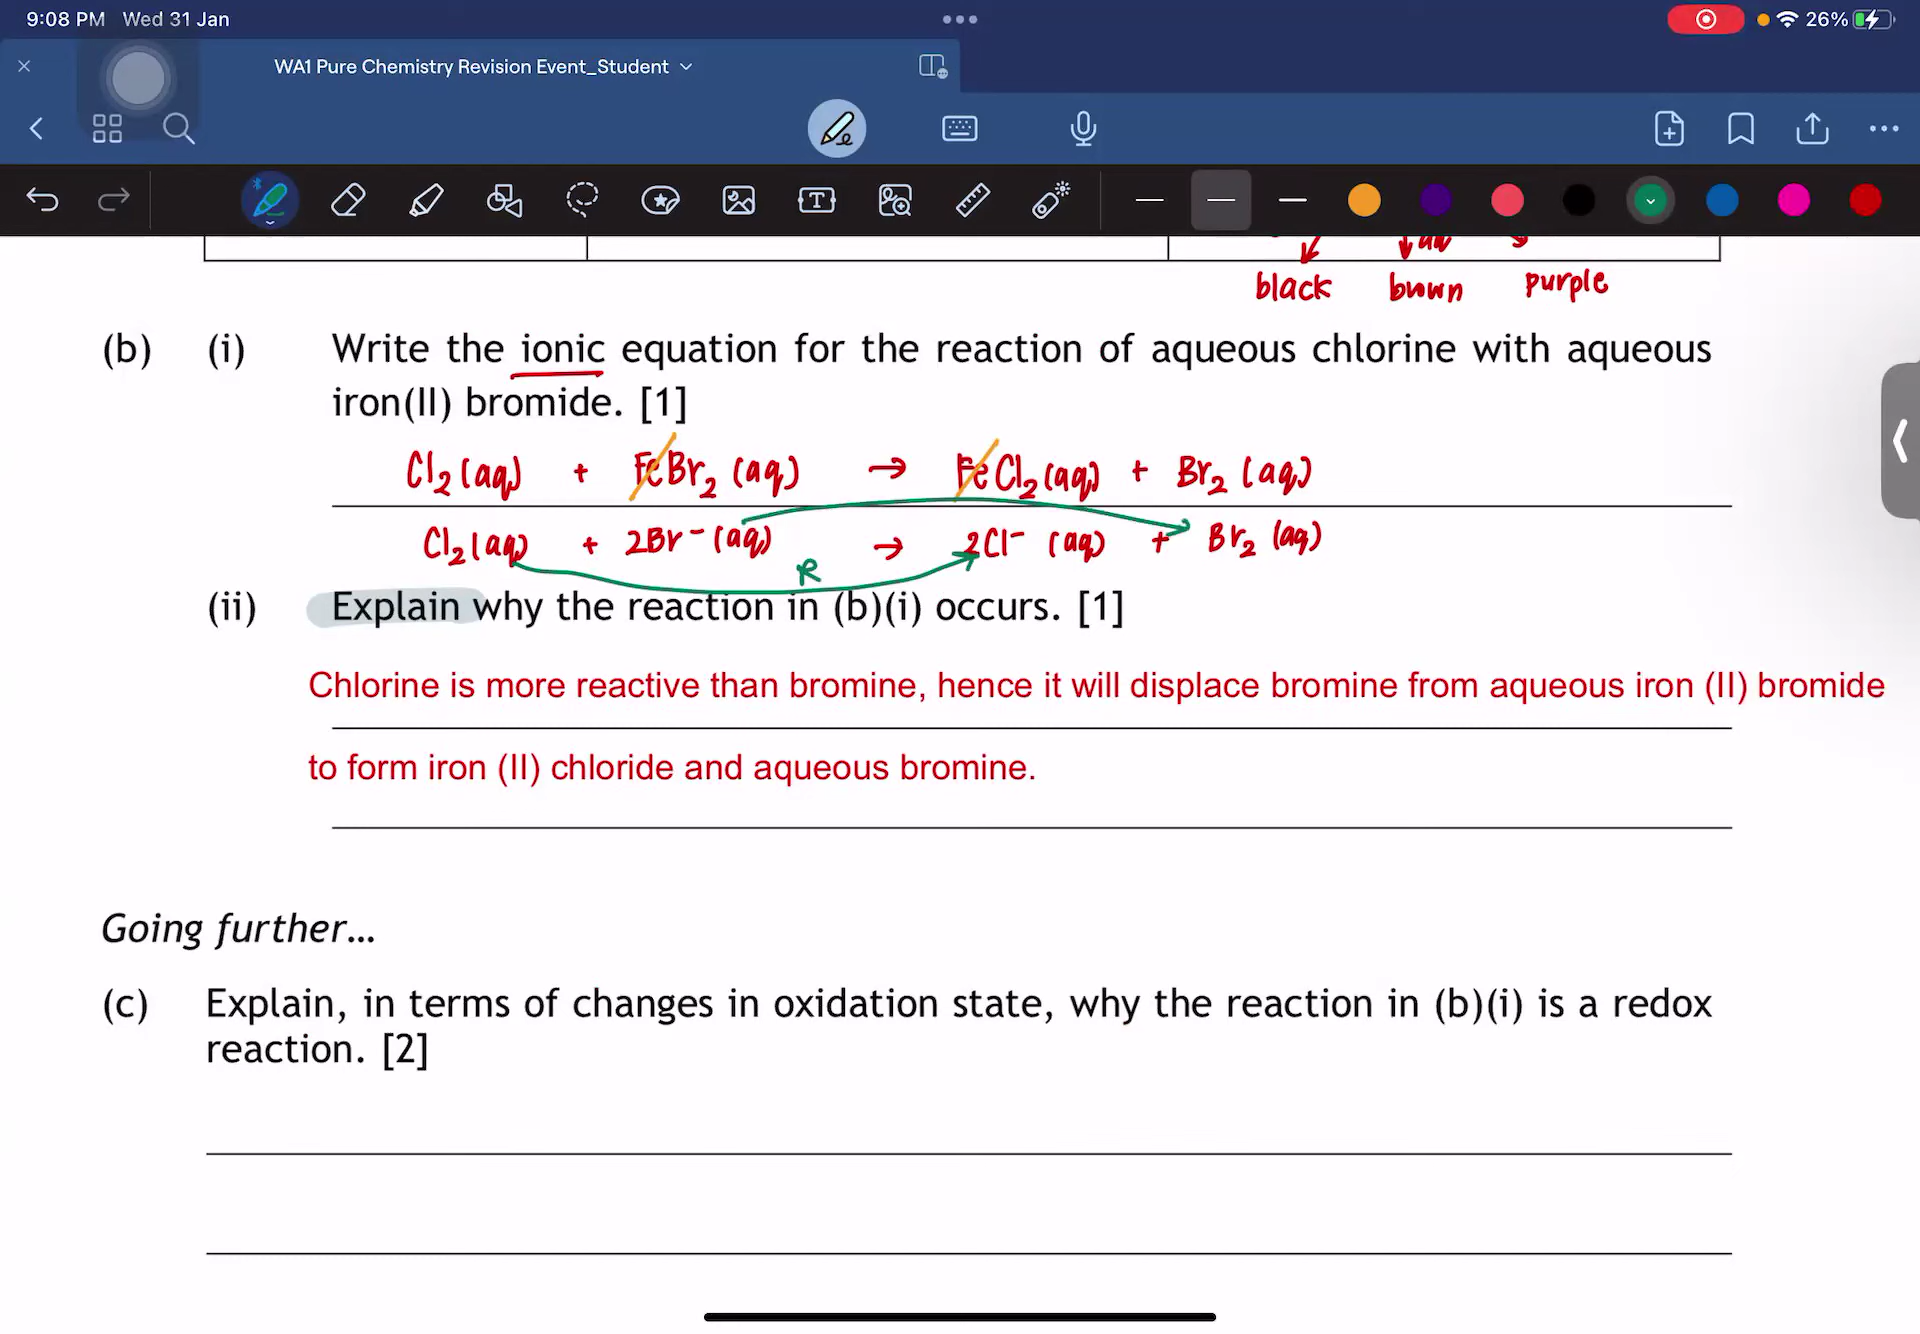 9:08 PM Wed 31 Jan
26%
WA1 Pure Chemistry Revision Event_Student
black brown purple
(b) (i) Write the ionic equation for the reaction of aqueous chlorine with aqueous
iron(II) bromide. [1]
Cl₂(aq) + FeBr₂ (aq) → FeCl₂(aq) + Br₂ (aq)
Cl₂(aq) + 2Br⁻(aq) → 2Cl⁻ (aq) + Br₂ (aq)
R
(ii) Explain why the reaction in (b)(i) occurs. [1]
Chlorine is more reactive than bromine, hence it will displace bromine from aqueous iron (II) bromide
to form iron (II) chloride and aqueous bromine.
Going further...
(c) Explain, in terms of changes in oxidation state, why the reaction in (b)(i) is a redox
reaction. [2]